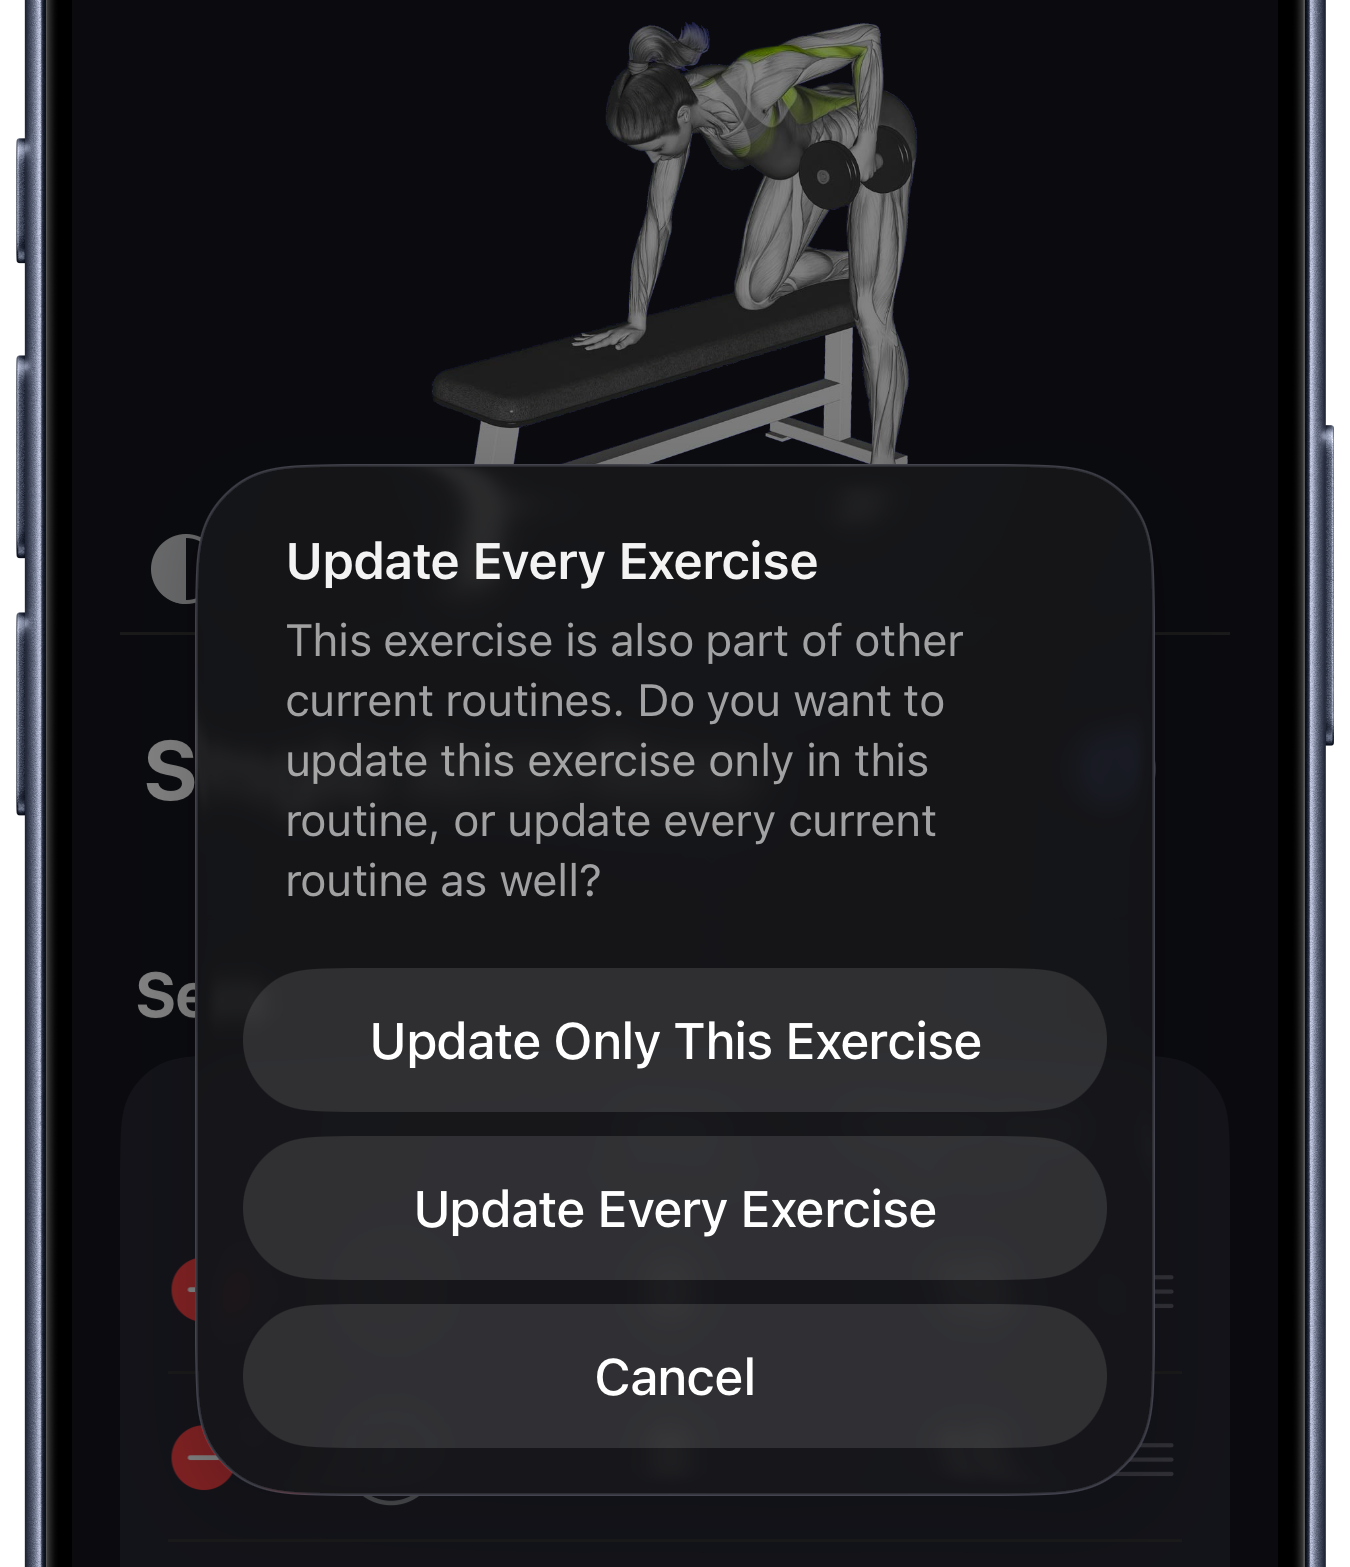 Update Every Exercise
This exercise is also part of other
current routines. Do you want to
update this exercise only in this
routine, or update every current
routine as well?
Update Only This Exercise
Update Every Exercise
Cancel